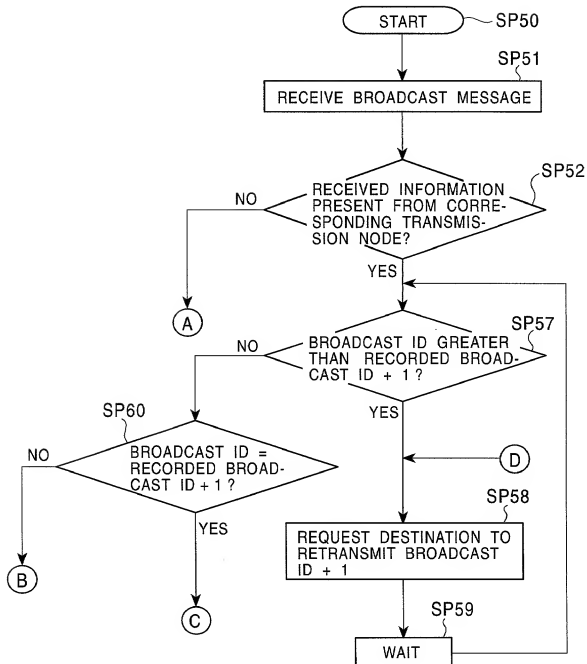 START
SP50
SP51
RECEIVE BROADCAST MESSAGE
SP52
RECEIVED INFORMATION
PRESENT FROM CORRE-
SPONDING TRANSMIS-
SION NODE?
NO
YES
A
SP57
BROADCAST ID GREATER
THAN RECORDED BROAD-
CAST ID + 1 ?
NO
YES
SP60
BROADCAST ID =
RECORDED BROAD-
CAST ID + 1 ?
NO
YES
D
B
C
SP58
REQUEST DESTINATION TO
RETRANSMIT BROADCAST
ID + 1
SP59
WAIT